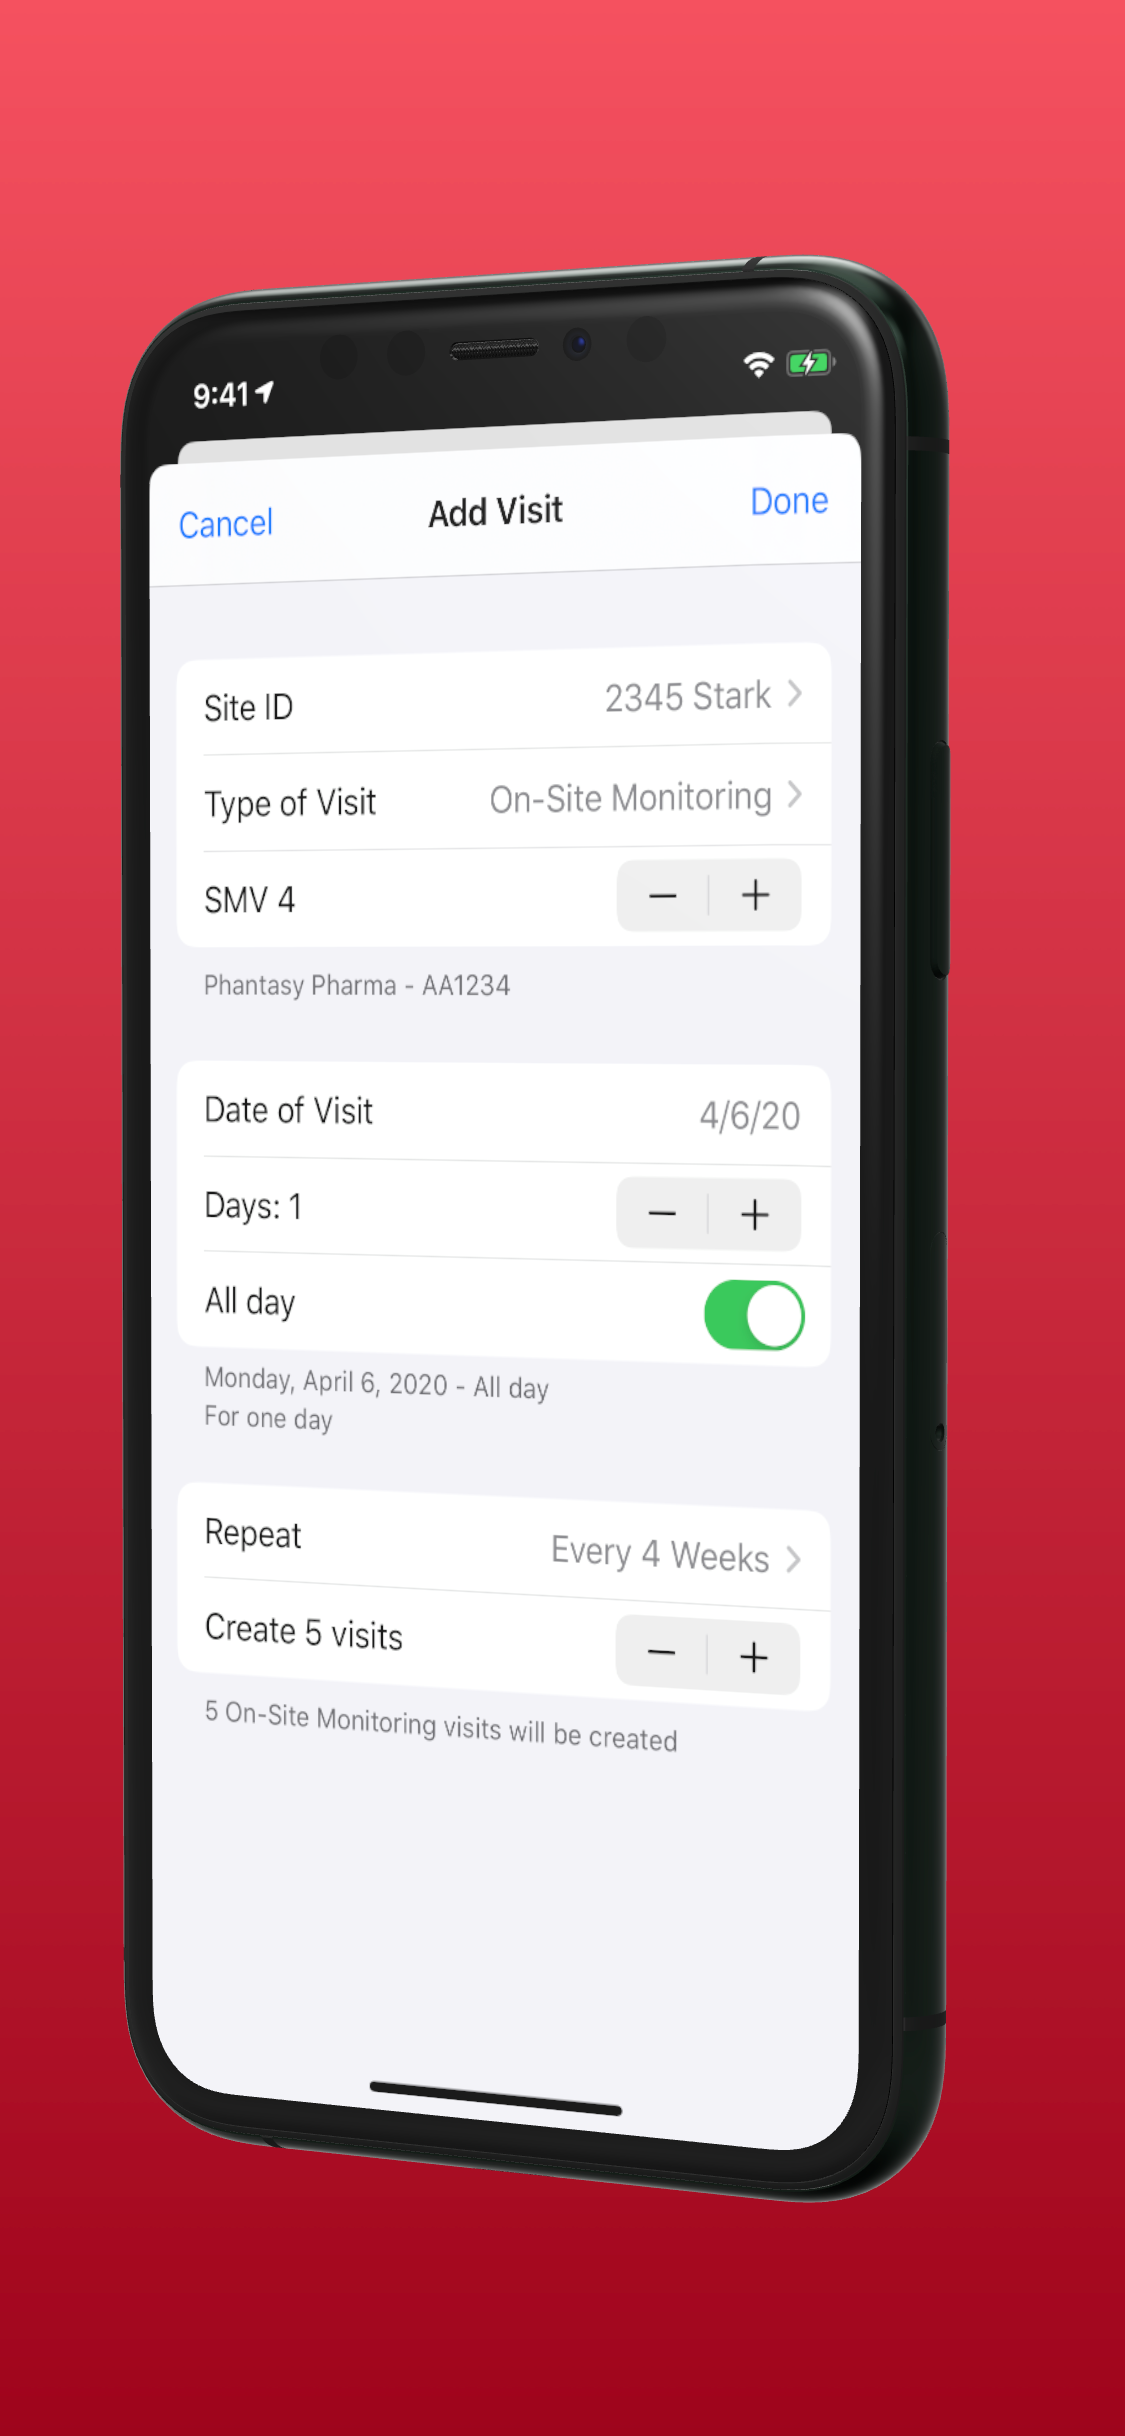 9:41
Cancel Add Visit Done
Site ID 2345 Stark
Type of Visit On-Site Monitoring
SMV 4 − +
Phantasy Pharma - AA1234
Date of Visit 4/6/20
Days: 1 − +
All day
Monday, April 6, 2020 - All day
For one day
Repeat Every 4 Weeks
Create 5 visits − +
5 On-Site Monitoring visits will be created